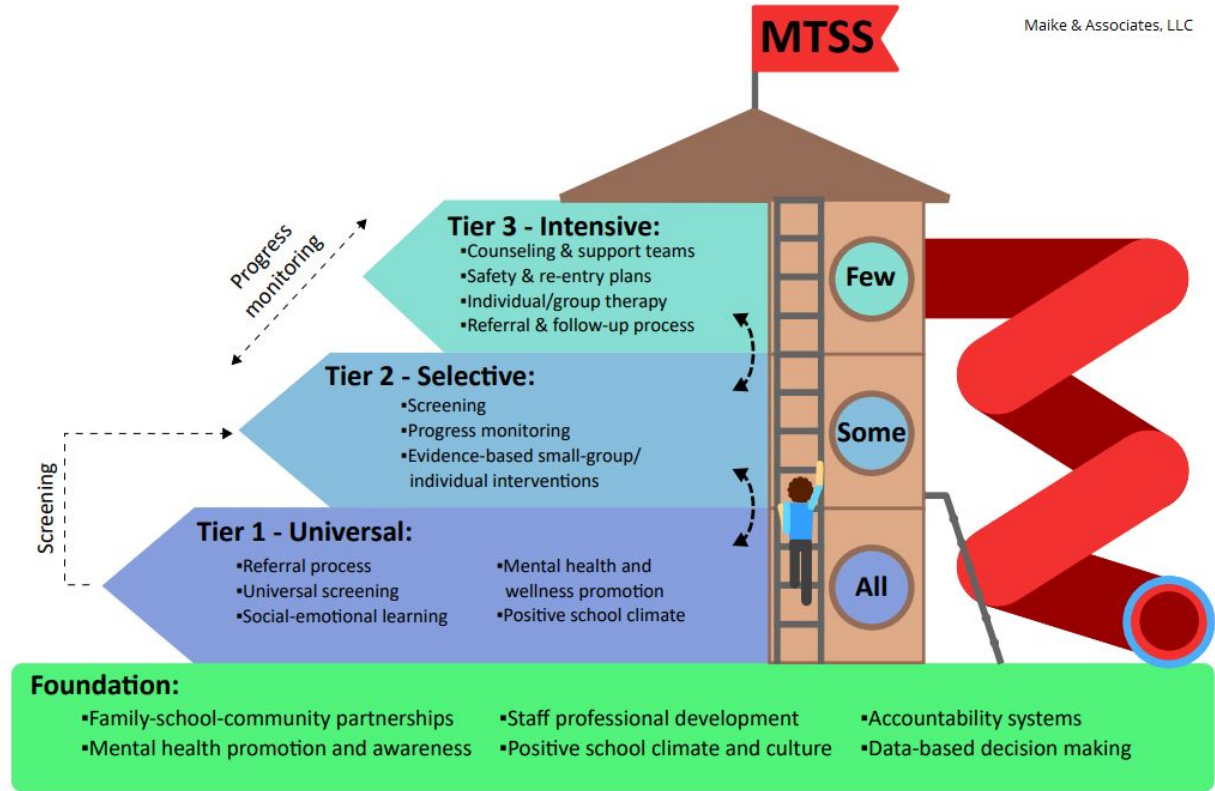 MTSS
Maike & Associates, LLC
Progress
monitoring
Tier 3 - Intensive:
▪Counseling & support teams
▪Safety & re-entry plans
▪Individual/group therapy
▪Referral & follow-up process
Few
Tier 2 - Selective:
▪Screening
▪Progress monitoring
▪Evidence-based small-group/
individual interventions
Some
Screening
Tier 1 - Universal:
▪Referral process
▪Universal screening
▪Social-emotional learning
▪Mental health and
wellness promotion
▪Positive school climate
All
Foundation:
▪Family-school-community partnerships
▪Mental health promotion and awareness
▪Staff professional development
▪Positive school climate and culture
▪Accountability systems
▪Data-based decision making